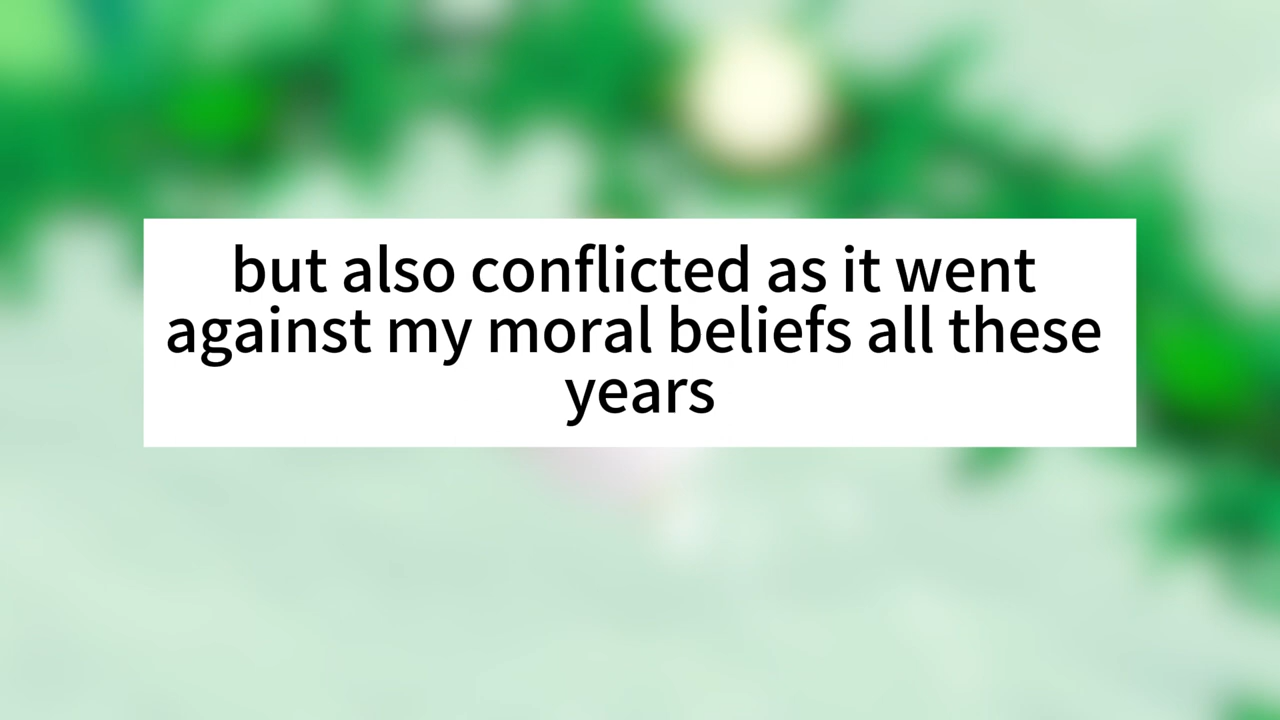 but also conflicted as it went
against my moral beliefs all these
years